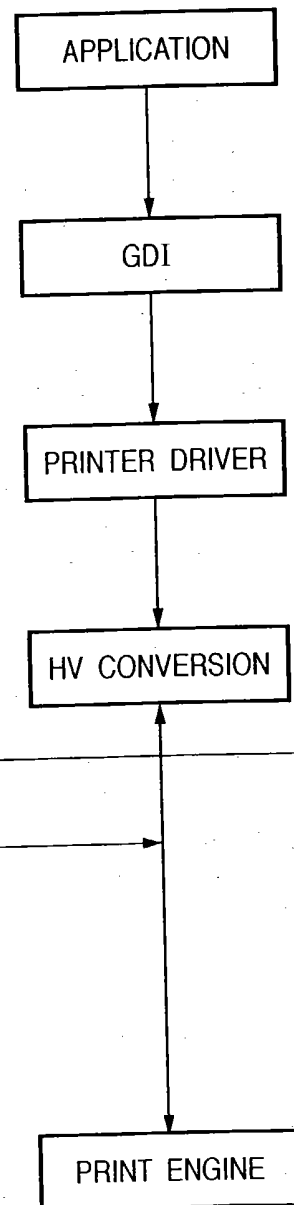 APPLICATION
GDI
PRINTER DRIVER
HV CONVERSION
PRINT ENGINE